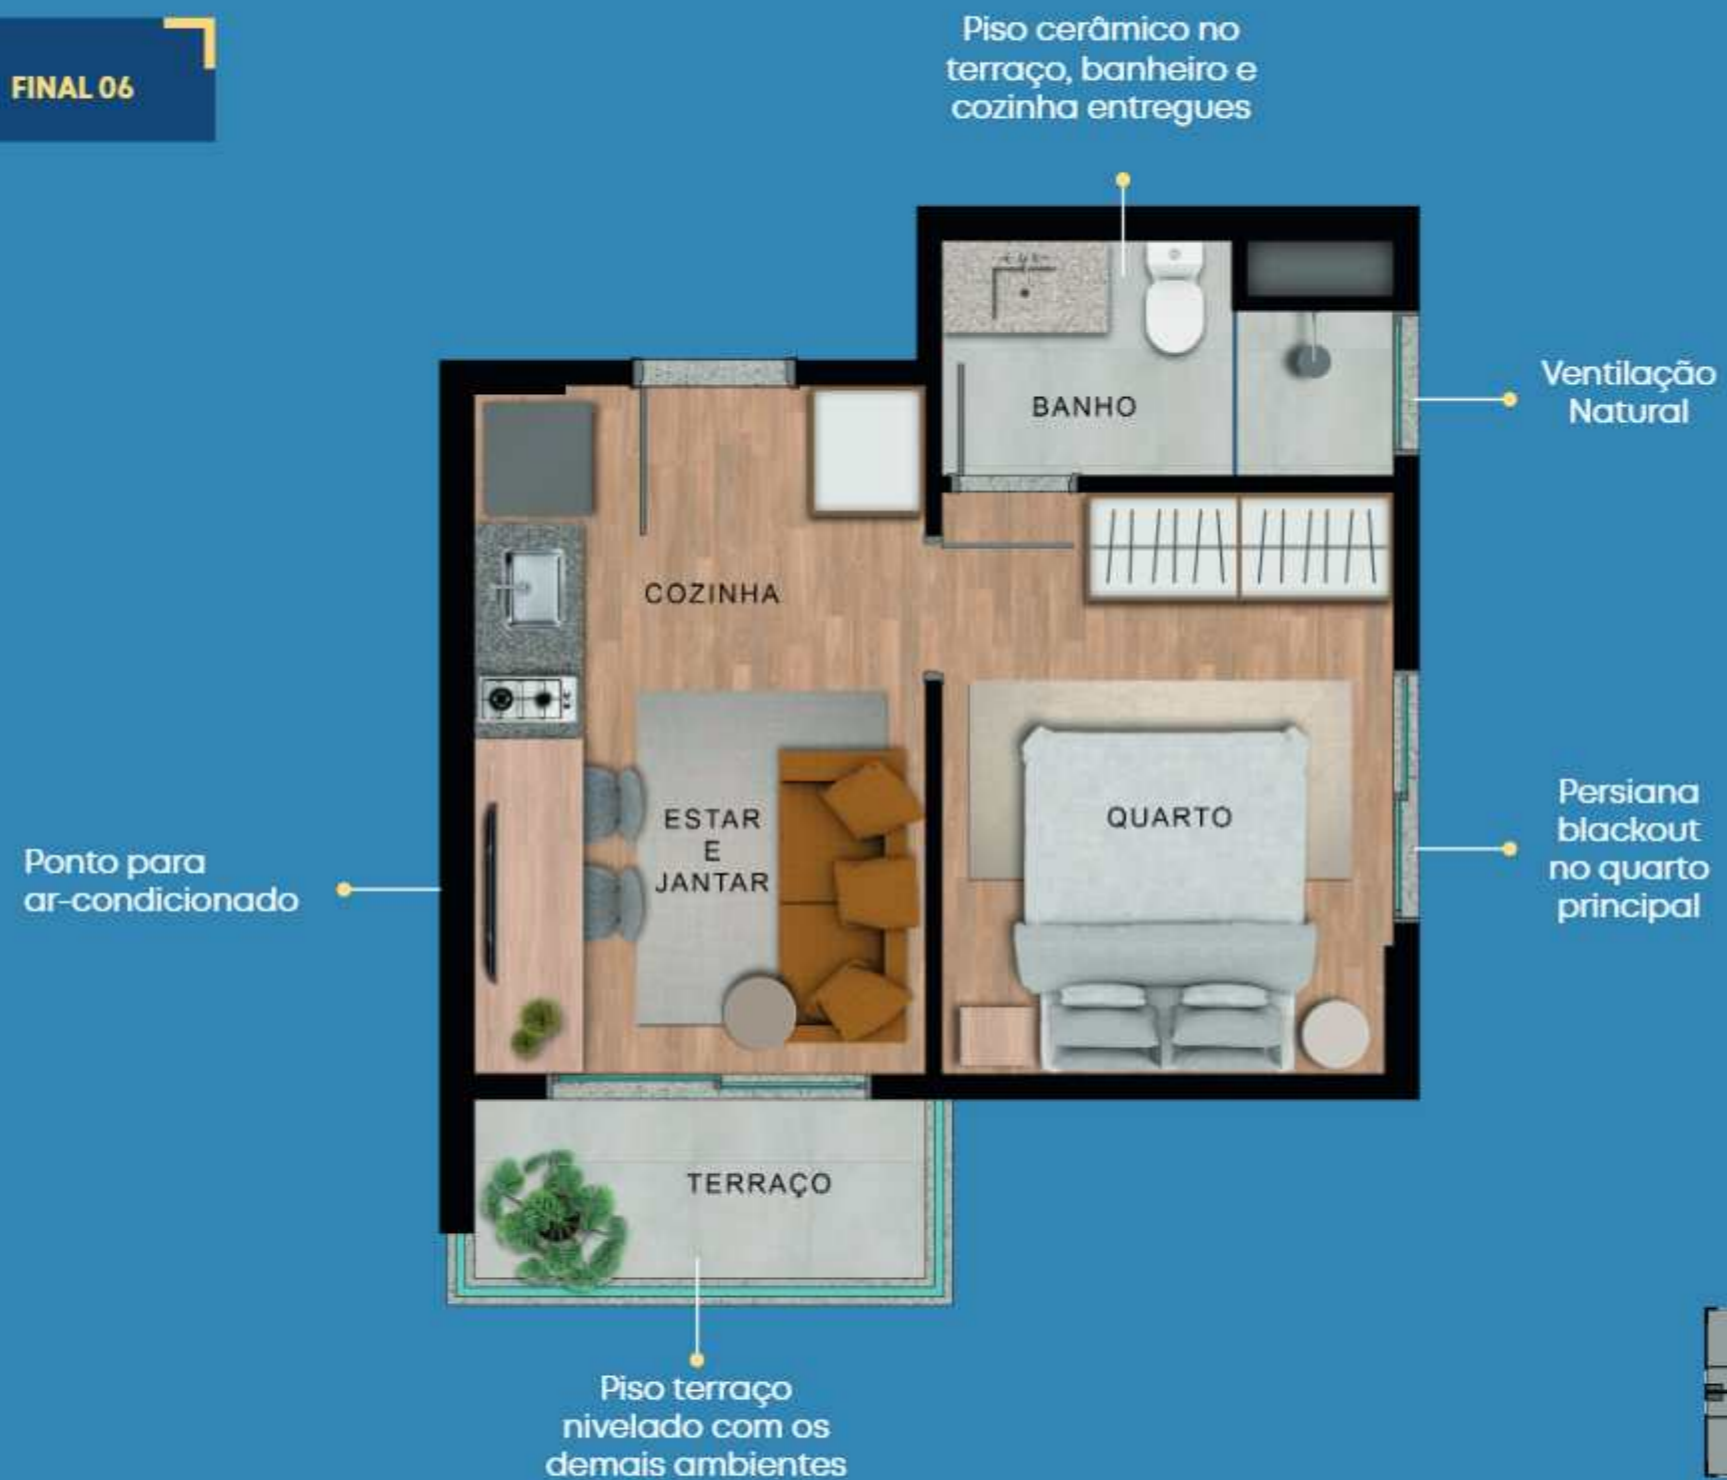 FINAL 06
Piso cerâmico no
terraço, banheiro e
cozinha entregues
BANHO
Ventilação
Natural
COZINHA
ESTAR
E
JANTAR
QUARTO
Persiana
blackout
no quarto
principal
Ponto para
ar-condicionado
TERRAÇO
Piso terraço
nivelado com os
demais ambientes